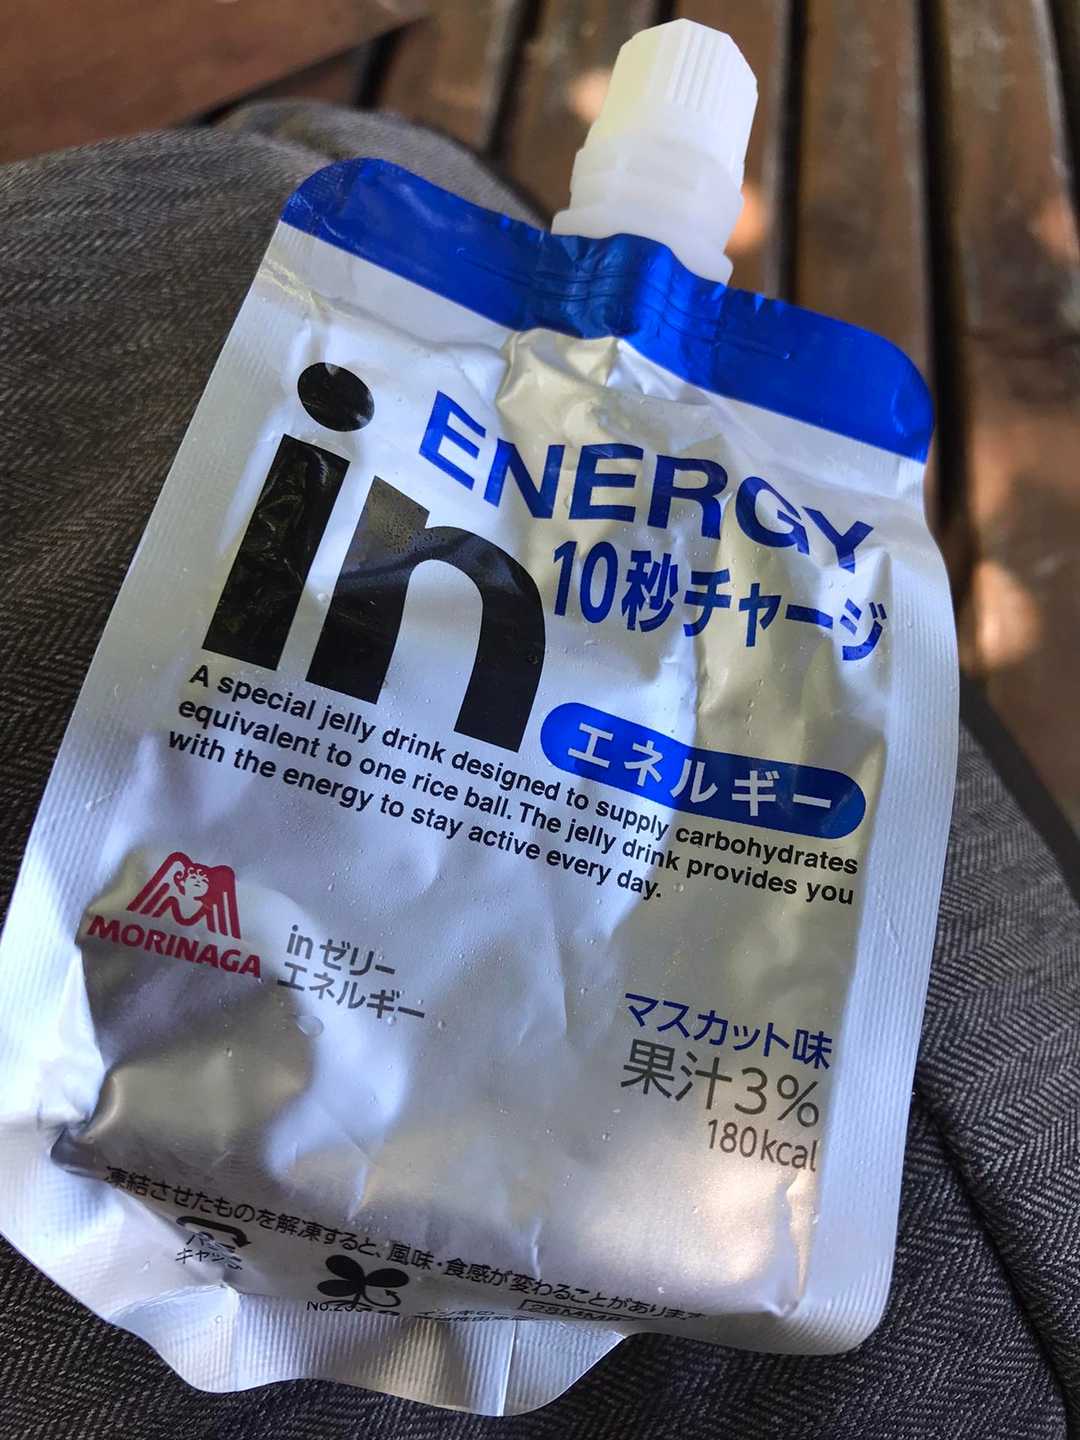 in
ENERGY
10秒チャージ
エネルギー
A special jelly drink designed to supply carbohydrates
equivalent to one rice ball. The jelly drink provides you
with the energy to stay active every day.
MORINAGA
inゼリー
エネルギー
マスカット味
果汁3%
180kcal
凍結させたものを解凍すると、風味・食感が変わることがあります
キャップ